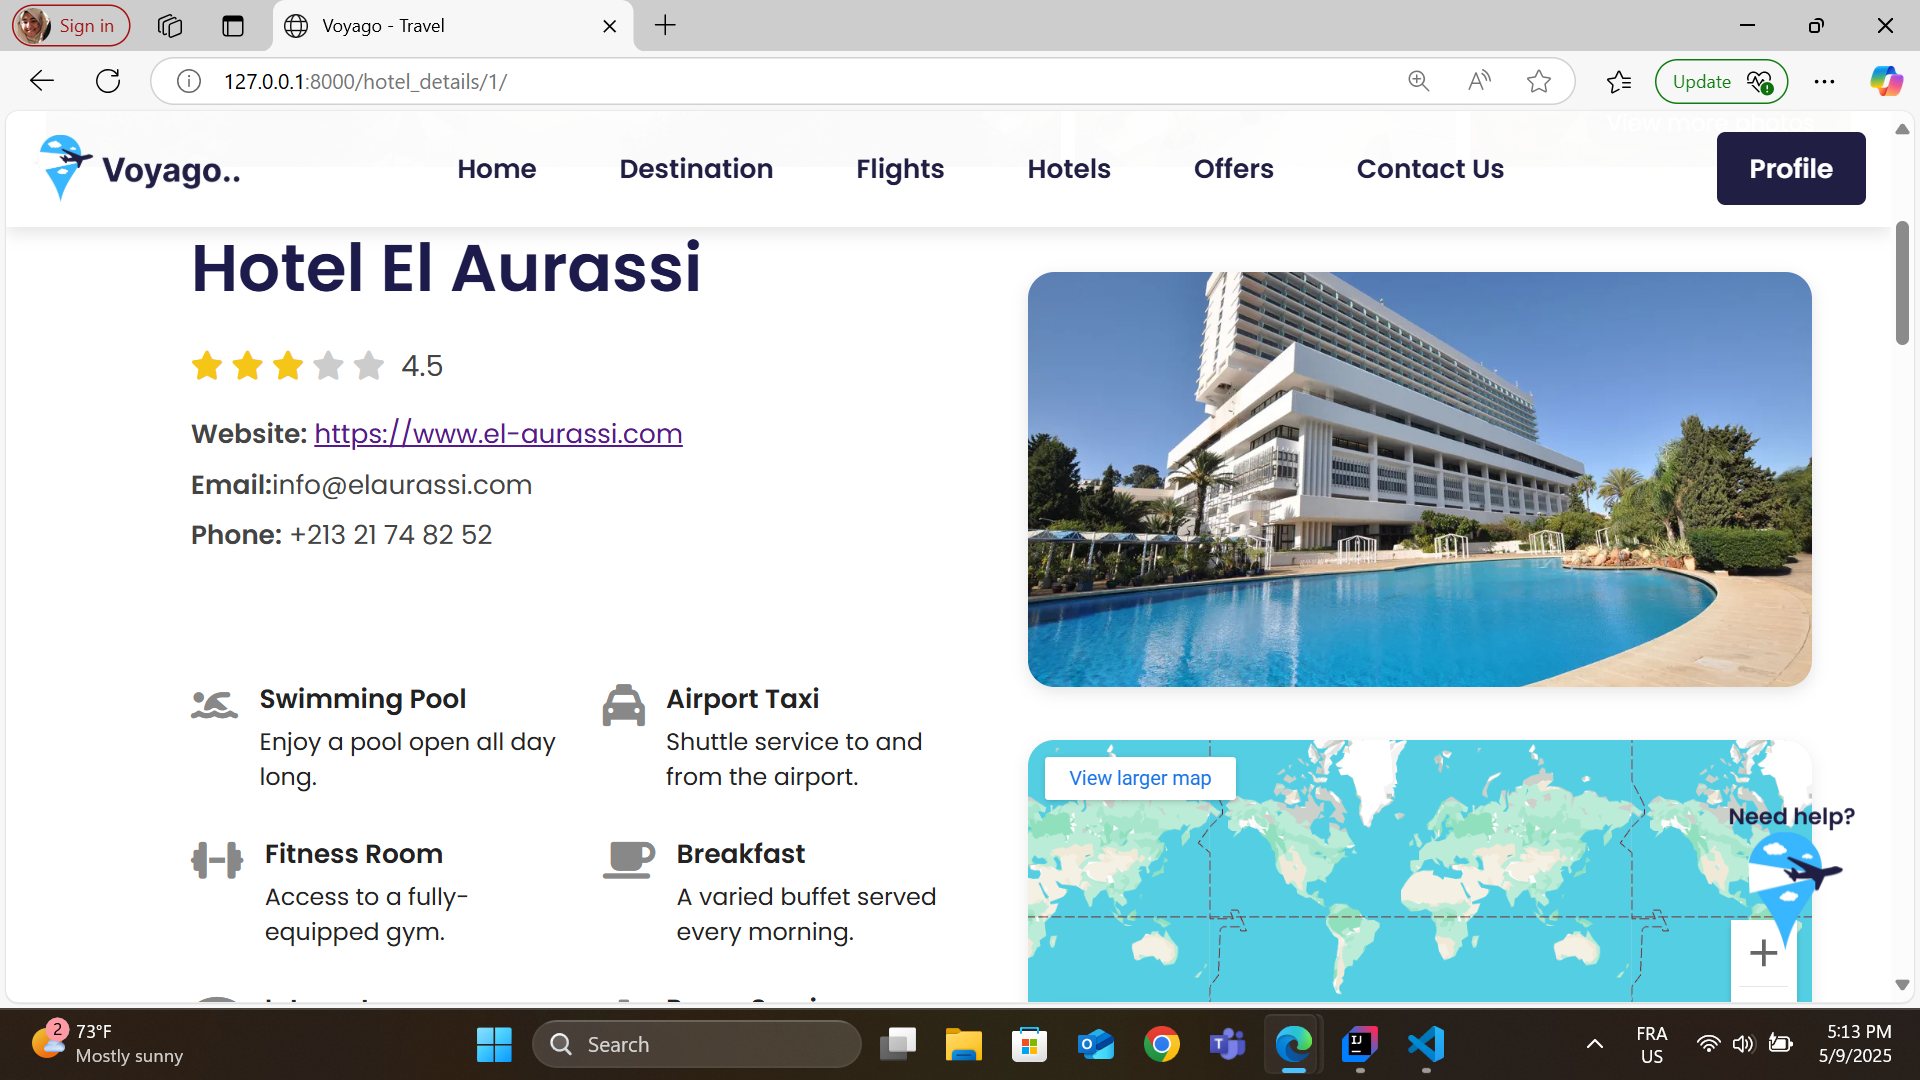 Sign in
Voyago - Travel
127.0.0.1:8000/hotel_details/1/
Update
View more photos
Voyago..
Home
Destination
Flights
Hotels
Offers
Contact Us
Profile
Hotel El Aurassi
4.5
Website: https://www.el-aurassi.com
Email:info@elaurassi.com
Phone: +213 21 74 82 52
Swimming Pool
Enjoy a pool open all day
long.
Airport Taxi
Shuttle service to and
from the airport.
Fitness Room
Access to a fully-
equipped gym.
Breakfast
A varied buffet served
every morning.
View larger map
Need help?
2
73°F
Mostly sunny
Search
FRA
US
5:13 PM
5/9/2025